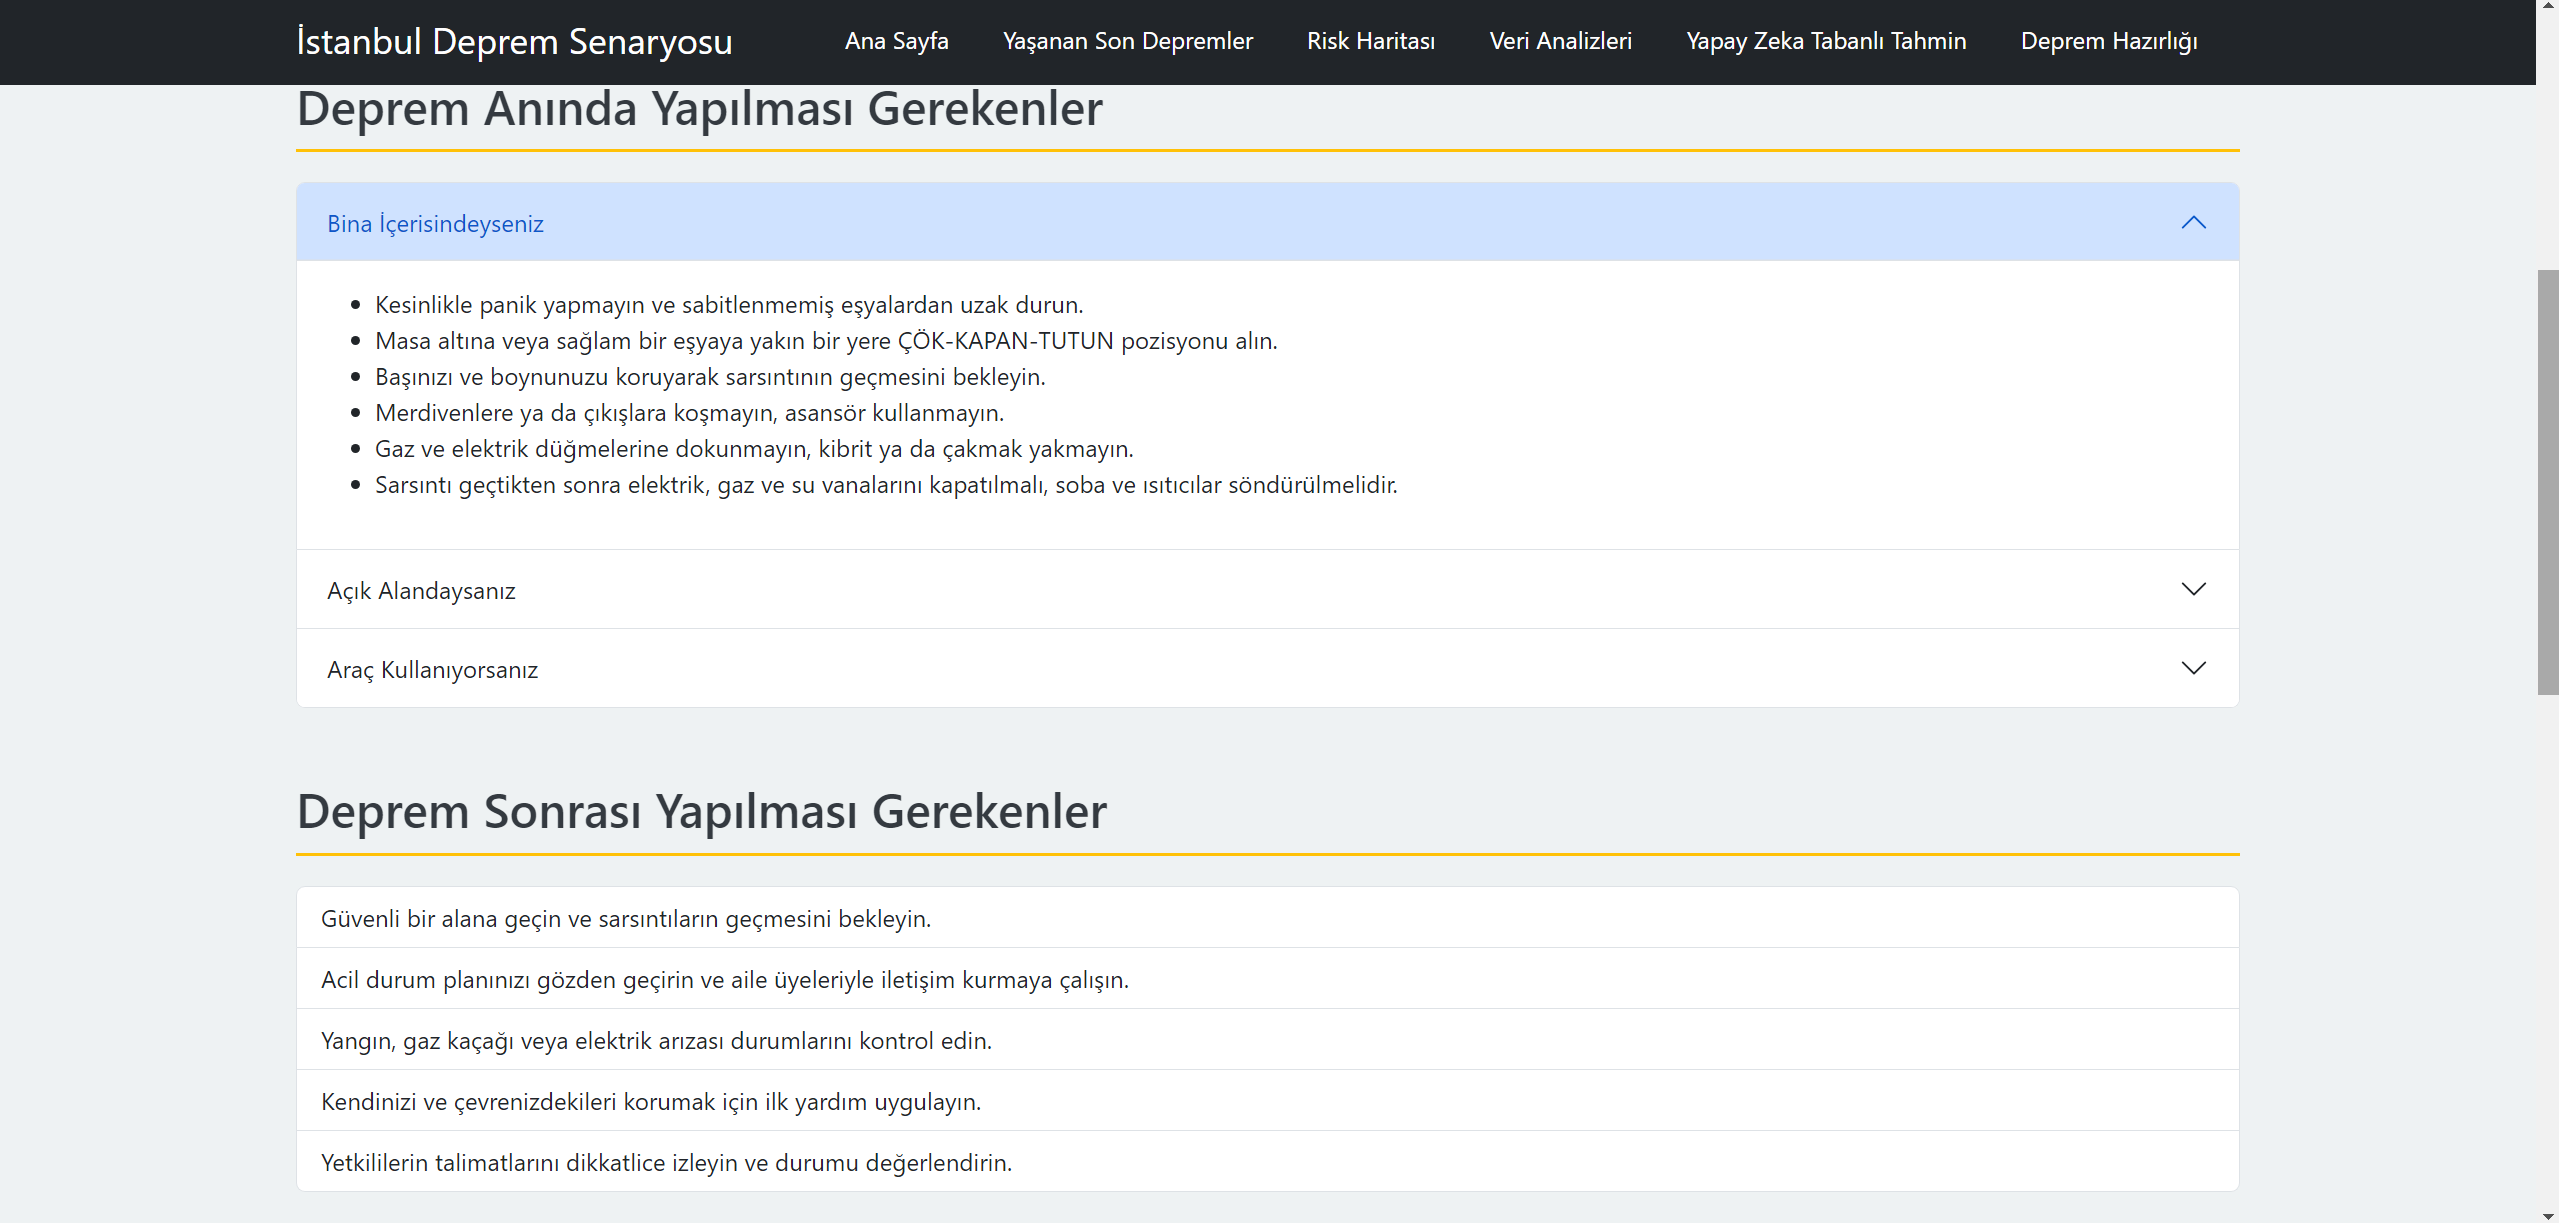 İstanbul Deprem Senaryosu
Ana Sayfa
Yaşanan Son Depremler
Risk Haritası
Veri Analizleri
Yapay Zeka Tabanlı Tahmin
Deprem Hazırlığı
Deprem Anında Yapılması Gerekenler
Bina İçerisindeyseniz
Kesinlikle panik yapmayın ve sabitlenmemiş eşyalardan uzak durun.
Masa altına veya sağlam bir eşyaya yakın bir yere ÇÖK-KAPAN-TUTUN pozisyonu alın.
Başınızı ve boynunuzu koruyarak sarsıntının geçmesini bekleyin.
Merdivenlere ya da çıkışlara koşmayın, asansör kullanmayın.
Gaz ve elektrik düğmelerine dokunmayın, kibrit ya da çakmak yakmayın.
Sarsıntı geçtikten sonra elektrik, gaz ve su vanalarını kapatılmalı, soba ve ısıtıcılar söndürülmelidir.
Açık Alandaysanız
Araç Kullanıyorsanız
Deprem Sonrası Yapılması Gerekenler
Güvenli bir alana geçin ve sarsıntıların geçmesini bekleyin.
Acil durum planınızı gözden geçirin ve aile üyeleriyle iletişim kurmaya çalışın.
Yangın, gaz kaçağı veya elektrik arızası durumlarını kontrol edin.
Kendinizi ve çevrenizdekileri korumak için ilk yardım uygulayın.
Yetkililerin talimatlarını dikkatlice izleyin ve durumu değerlendirin.